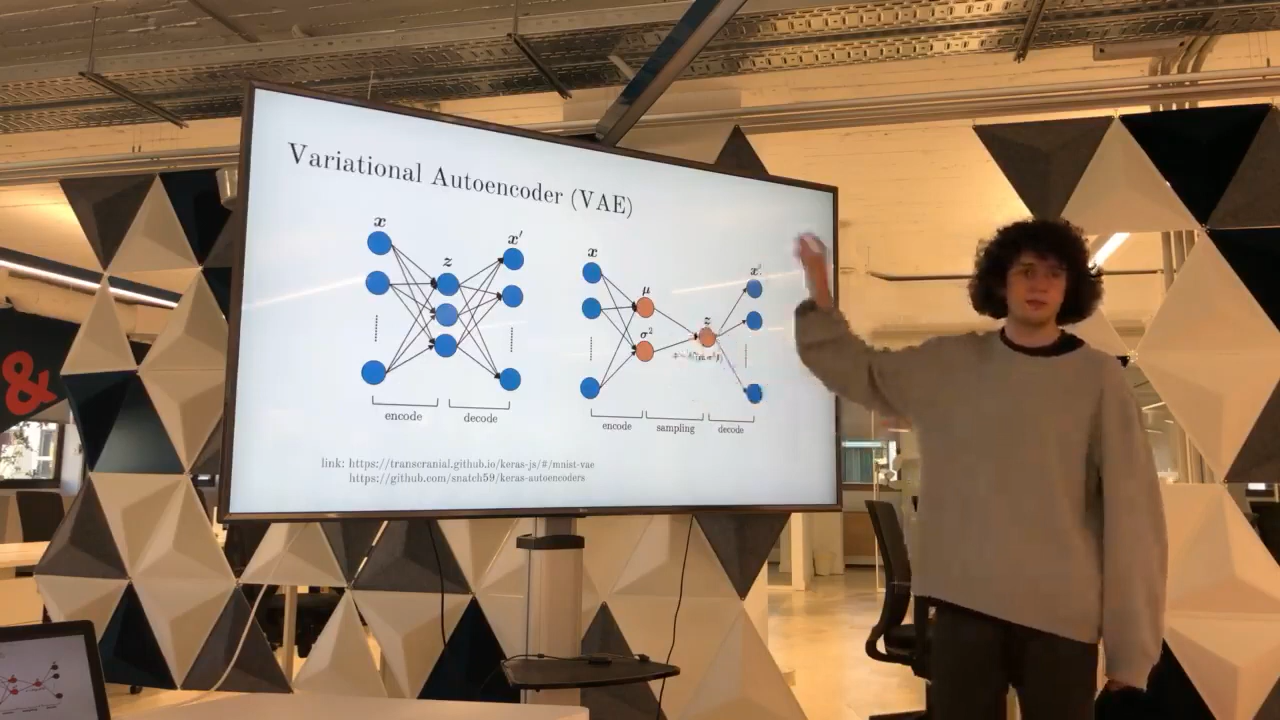 Variational Autoencoder (VAE)
x
z
x′
encode
decode
x
μ
σ²
z
x′
encode
sampling
decode
link: https://transcranial.github.io/keras-js/#/mnist-vae
https://github.com/snatch59/keras-autoencoders
&